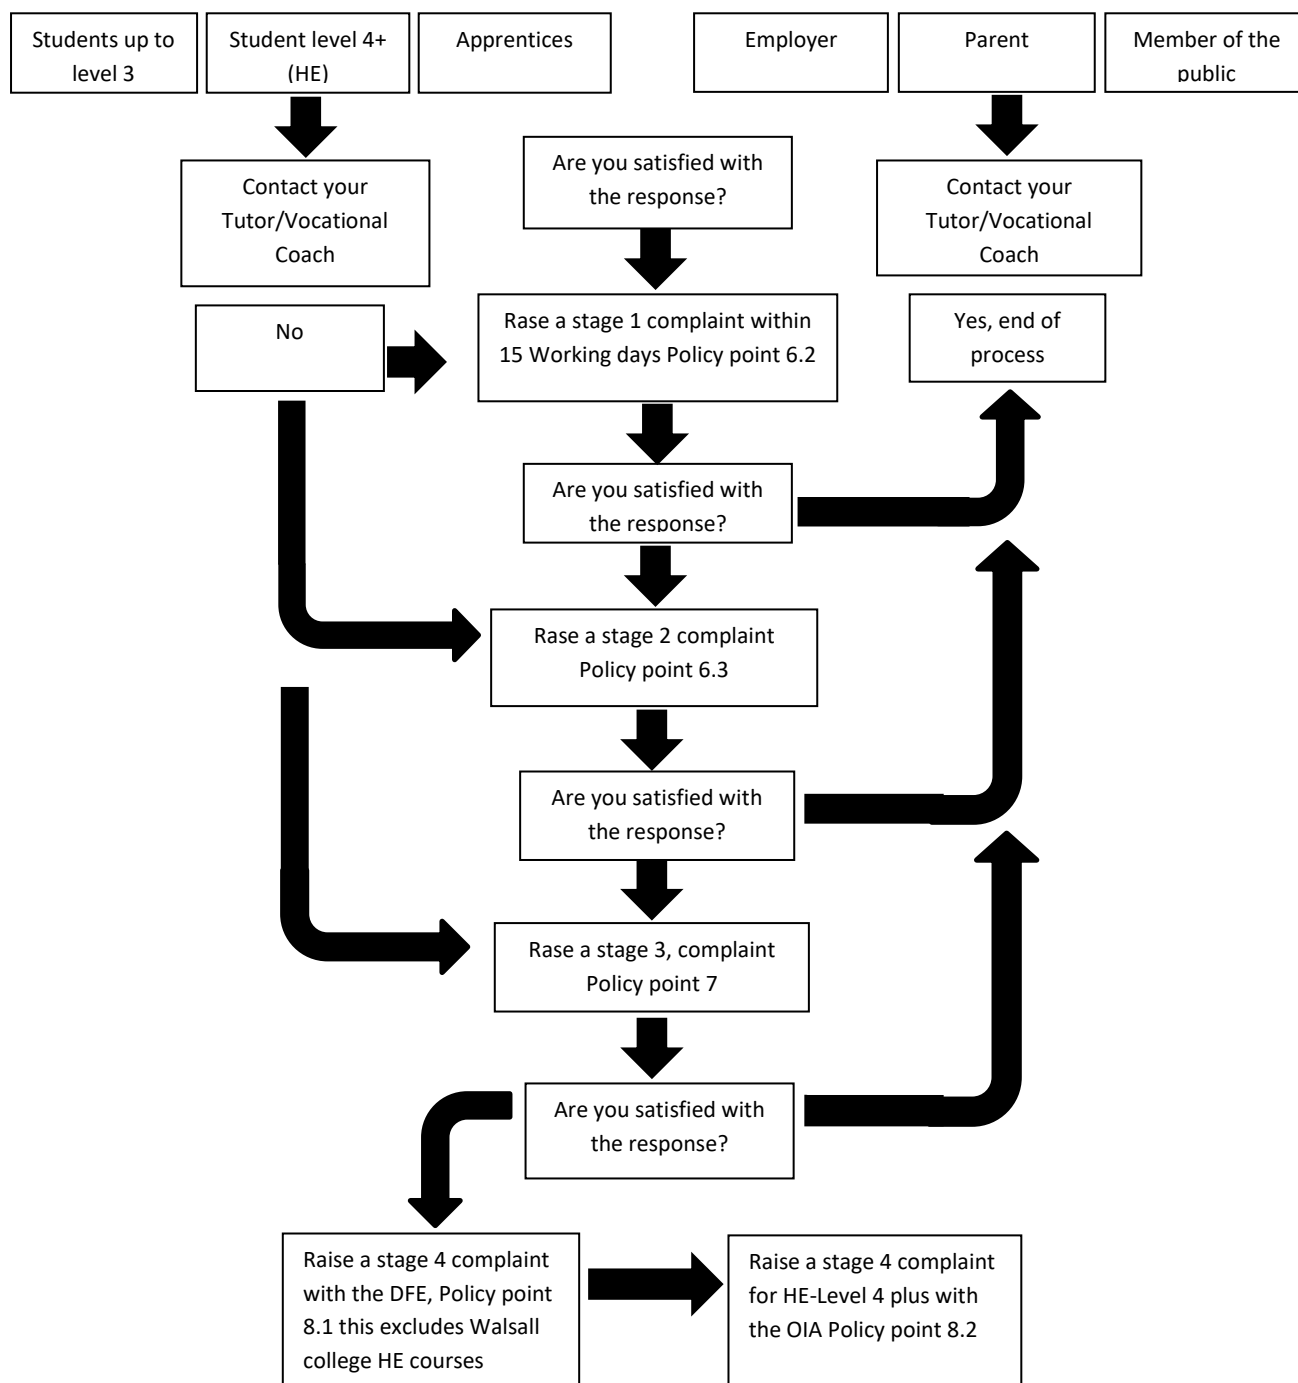 Students up to
level 3
Student level 4+
(HE)
Apprentices
Employer
Parent
Member of the
public
Contact your
Tutor/Vocational
Coach
Are you satisfied with
the response?
Contact your
Tutor/Vocational
Coach
No
Rase a stage 1 complaint within
15 Working days Policy point 6.2
Yes, end of
process
Are you satisfied with
the response?
Rase a stage 2 complaint
Policy point 6.3
Are you satisfied with
the response?
Rase a stage 3, complaint
Policy point 7
Are you satisfied with
the response?
Raise a stage 4 complaint
with the DFE, Policy point
8.1 this excludes Walsall
college HE courses
Raise a stage 4 complaint
for HE-Level 4 plus with
the OIA Policy point 8.2